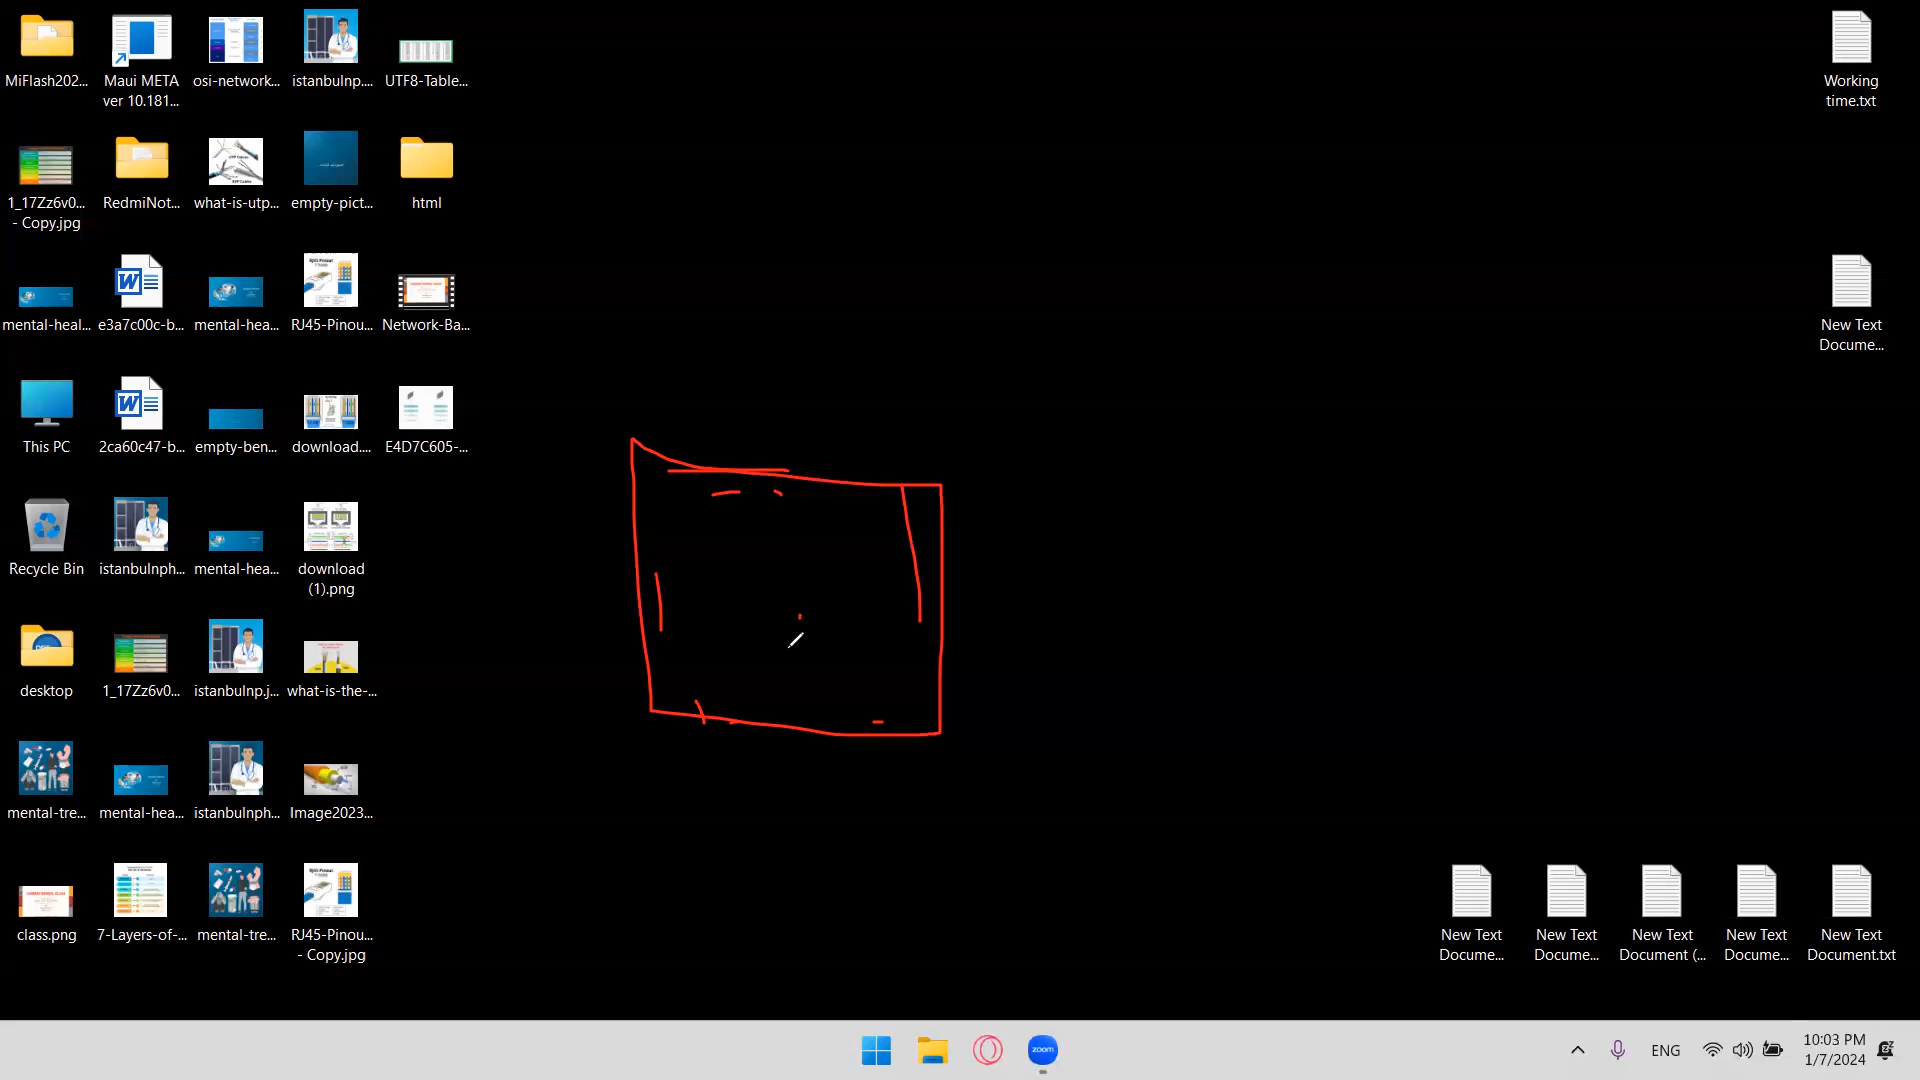 MiFlash202...
Maui META
ver 10.181...
osi-network...
istanbulnp....
UTF8-Table...
Working
time.txt
1_17Zz6v0...
- Copy.jpg
RedmiNot...
what-is-utp...
empty-pict...
html
mental-heal...
e3a7c00c-b...
mental-hea...
RJ45-Pinou...
Network-Ba...
New Text
Docume...
This PC
2ca60c47-b...
empty-ben...
download....
E4D7C605-...
Recycle Bin
istanbulnph...
mental-hea...
download
(1).png
desktop
1_17Zz6v0...
istanbulnp.j...
what-is-the-...
mental-tre...
mental-hea...
istanbulnph...
Image2023...
class.png
7-Layers-of-...
mental-tre...
RJ45-Pinou...
- Copy.jpg
New Text
Docume...
New Text
Docume...
New Text
Document (...
New Text
Docume...
New Text
Document.txt
zoom
ENG
10:03 PM
1/7/2024